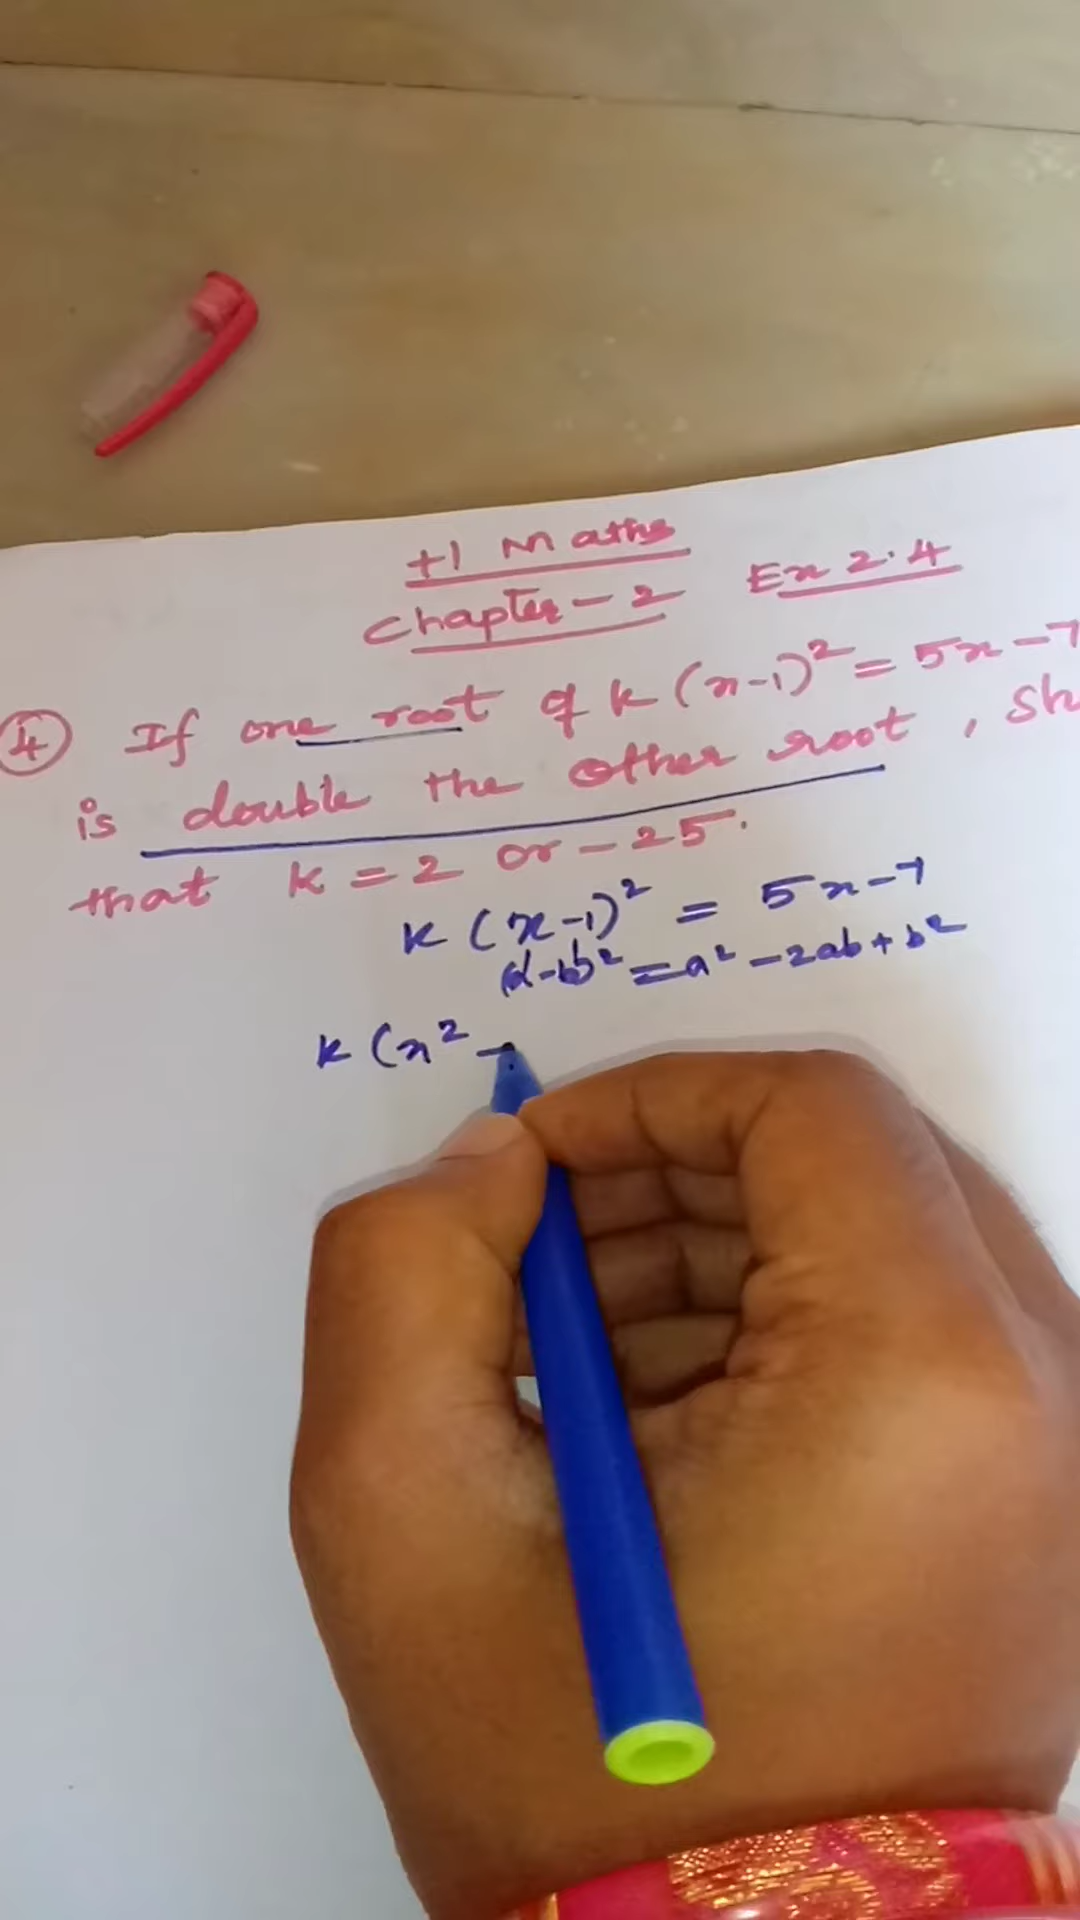 +1 Maths
Chapter - 2 Ex 2.4
④ If one root of k (x-1)² = 5x-7
is double the other root, Sh
that k = 2 or -25.
k (x-1)² = 5x-7
(a-b)² = a² - 2ab + b²
k (x² -